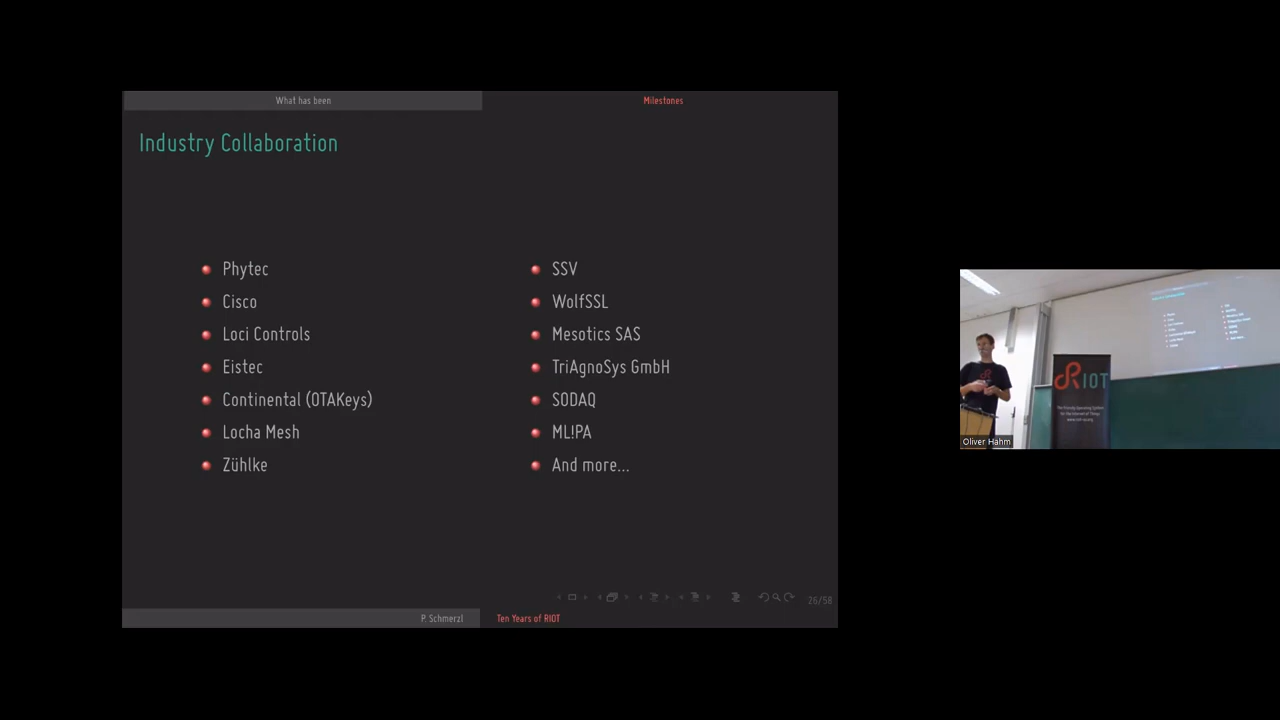 What has been
Milestones
Industry Collaboration
Phytec
Cisco
Loci Controls
Eistec
Continental (OTAKeys)
Locha Mesh
Zühlke
SSV
WolfSSL
Mesotics SAS
TriAgnoSys GmbH
SODAQ
ML!PA
And more...
26/58
P. Schmerzl
Ten Years of RIOT
RIOT
Oliver Hahm